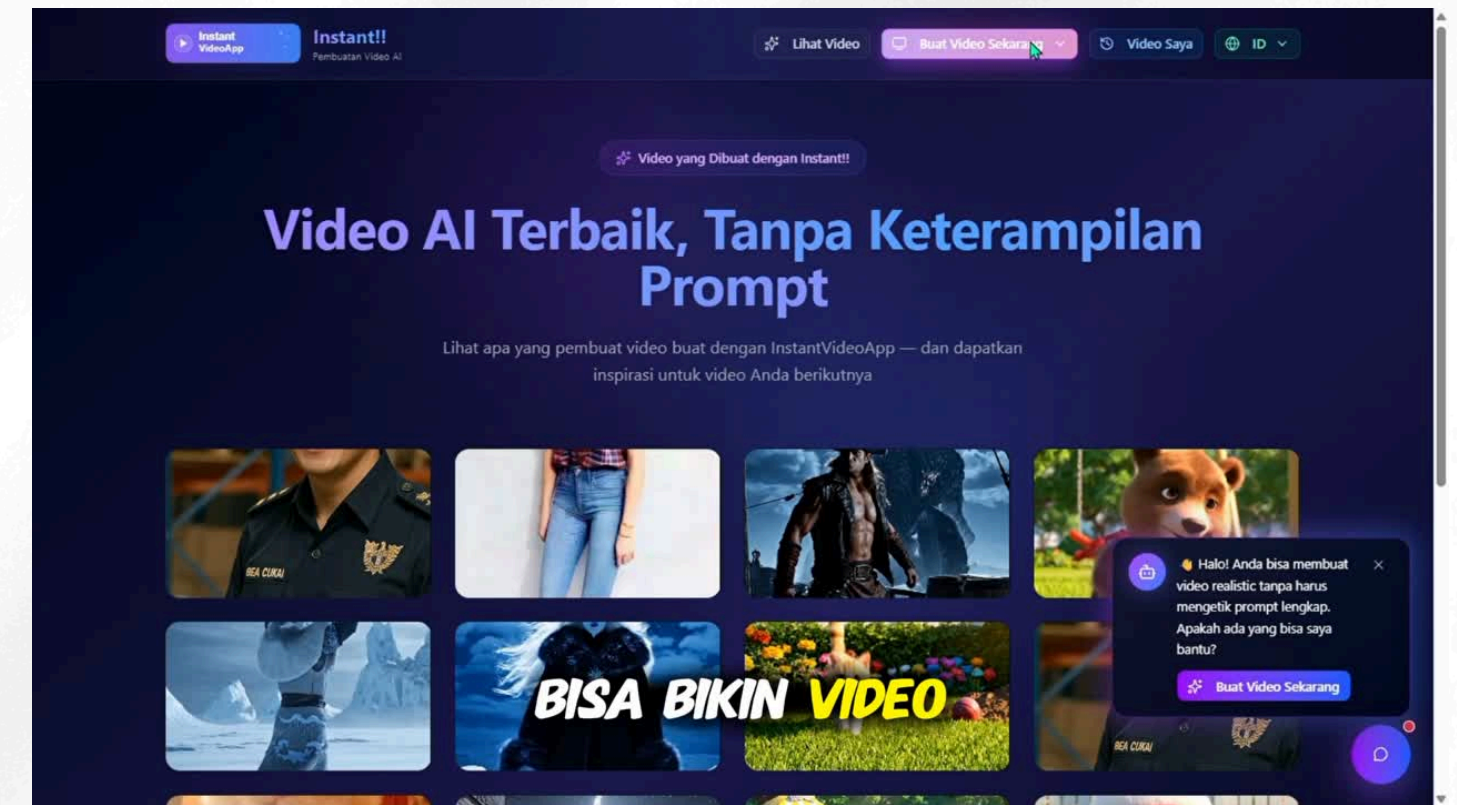 Instant
VideoApp
Instant!!
Pembuatan Video AI
Lihat Video
Buat Video Sekarang
Video Saya
ID
Video yang Dibuat dengan Instant!!
Video AI Terbaik, Tanpa Keterampilan
Prompt
Lihat apa yang pembuat video buat dengan InstantVideoApp — dan dapatkan
inspirasi untuk video Anda berikutnya
BEA CUKAI
👋 Halo! Anda bisa membuat
video realistic tanpa harus
mengetik prompt lengkap.
Apakah ada yang bisa saya
bantu?
Buat Video Sekarang
BISA BIKIN VIDEO
BEA CUKAI